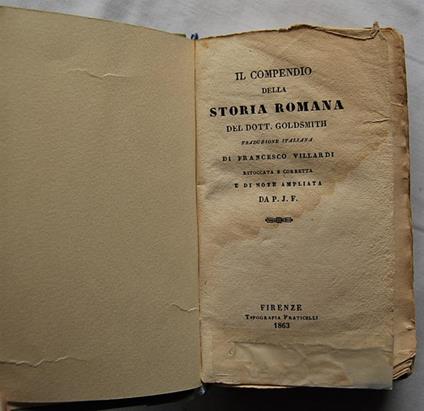 IL COMPENDIO
DELLA
STORIA ROMANA
DEL DOTT. GOLDSMITH
TRADUZIONE ITALIANA
DI FRANCESCO VILLARDI
RITOCCATA E CORRETTA
E DI NOTE AMPLIATA
DA P. J. F.
FIRENZE
TIPOGRAFIA FRATICELLI
1863